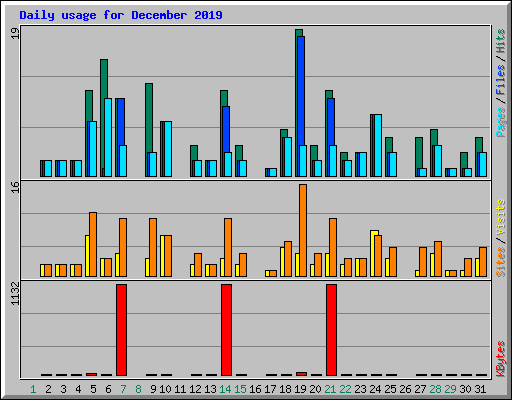 Daily usage for December 2019
19
16
1132
Pages / Files / Hits
Sites / Visits
KBytes
1 2 3 4 5 6 7 8 9 10 11 12 13 14 15 16 17 18 19 20 21 22 23 24 25 26 27 28 29 30 31